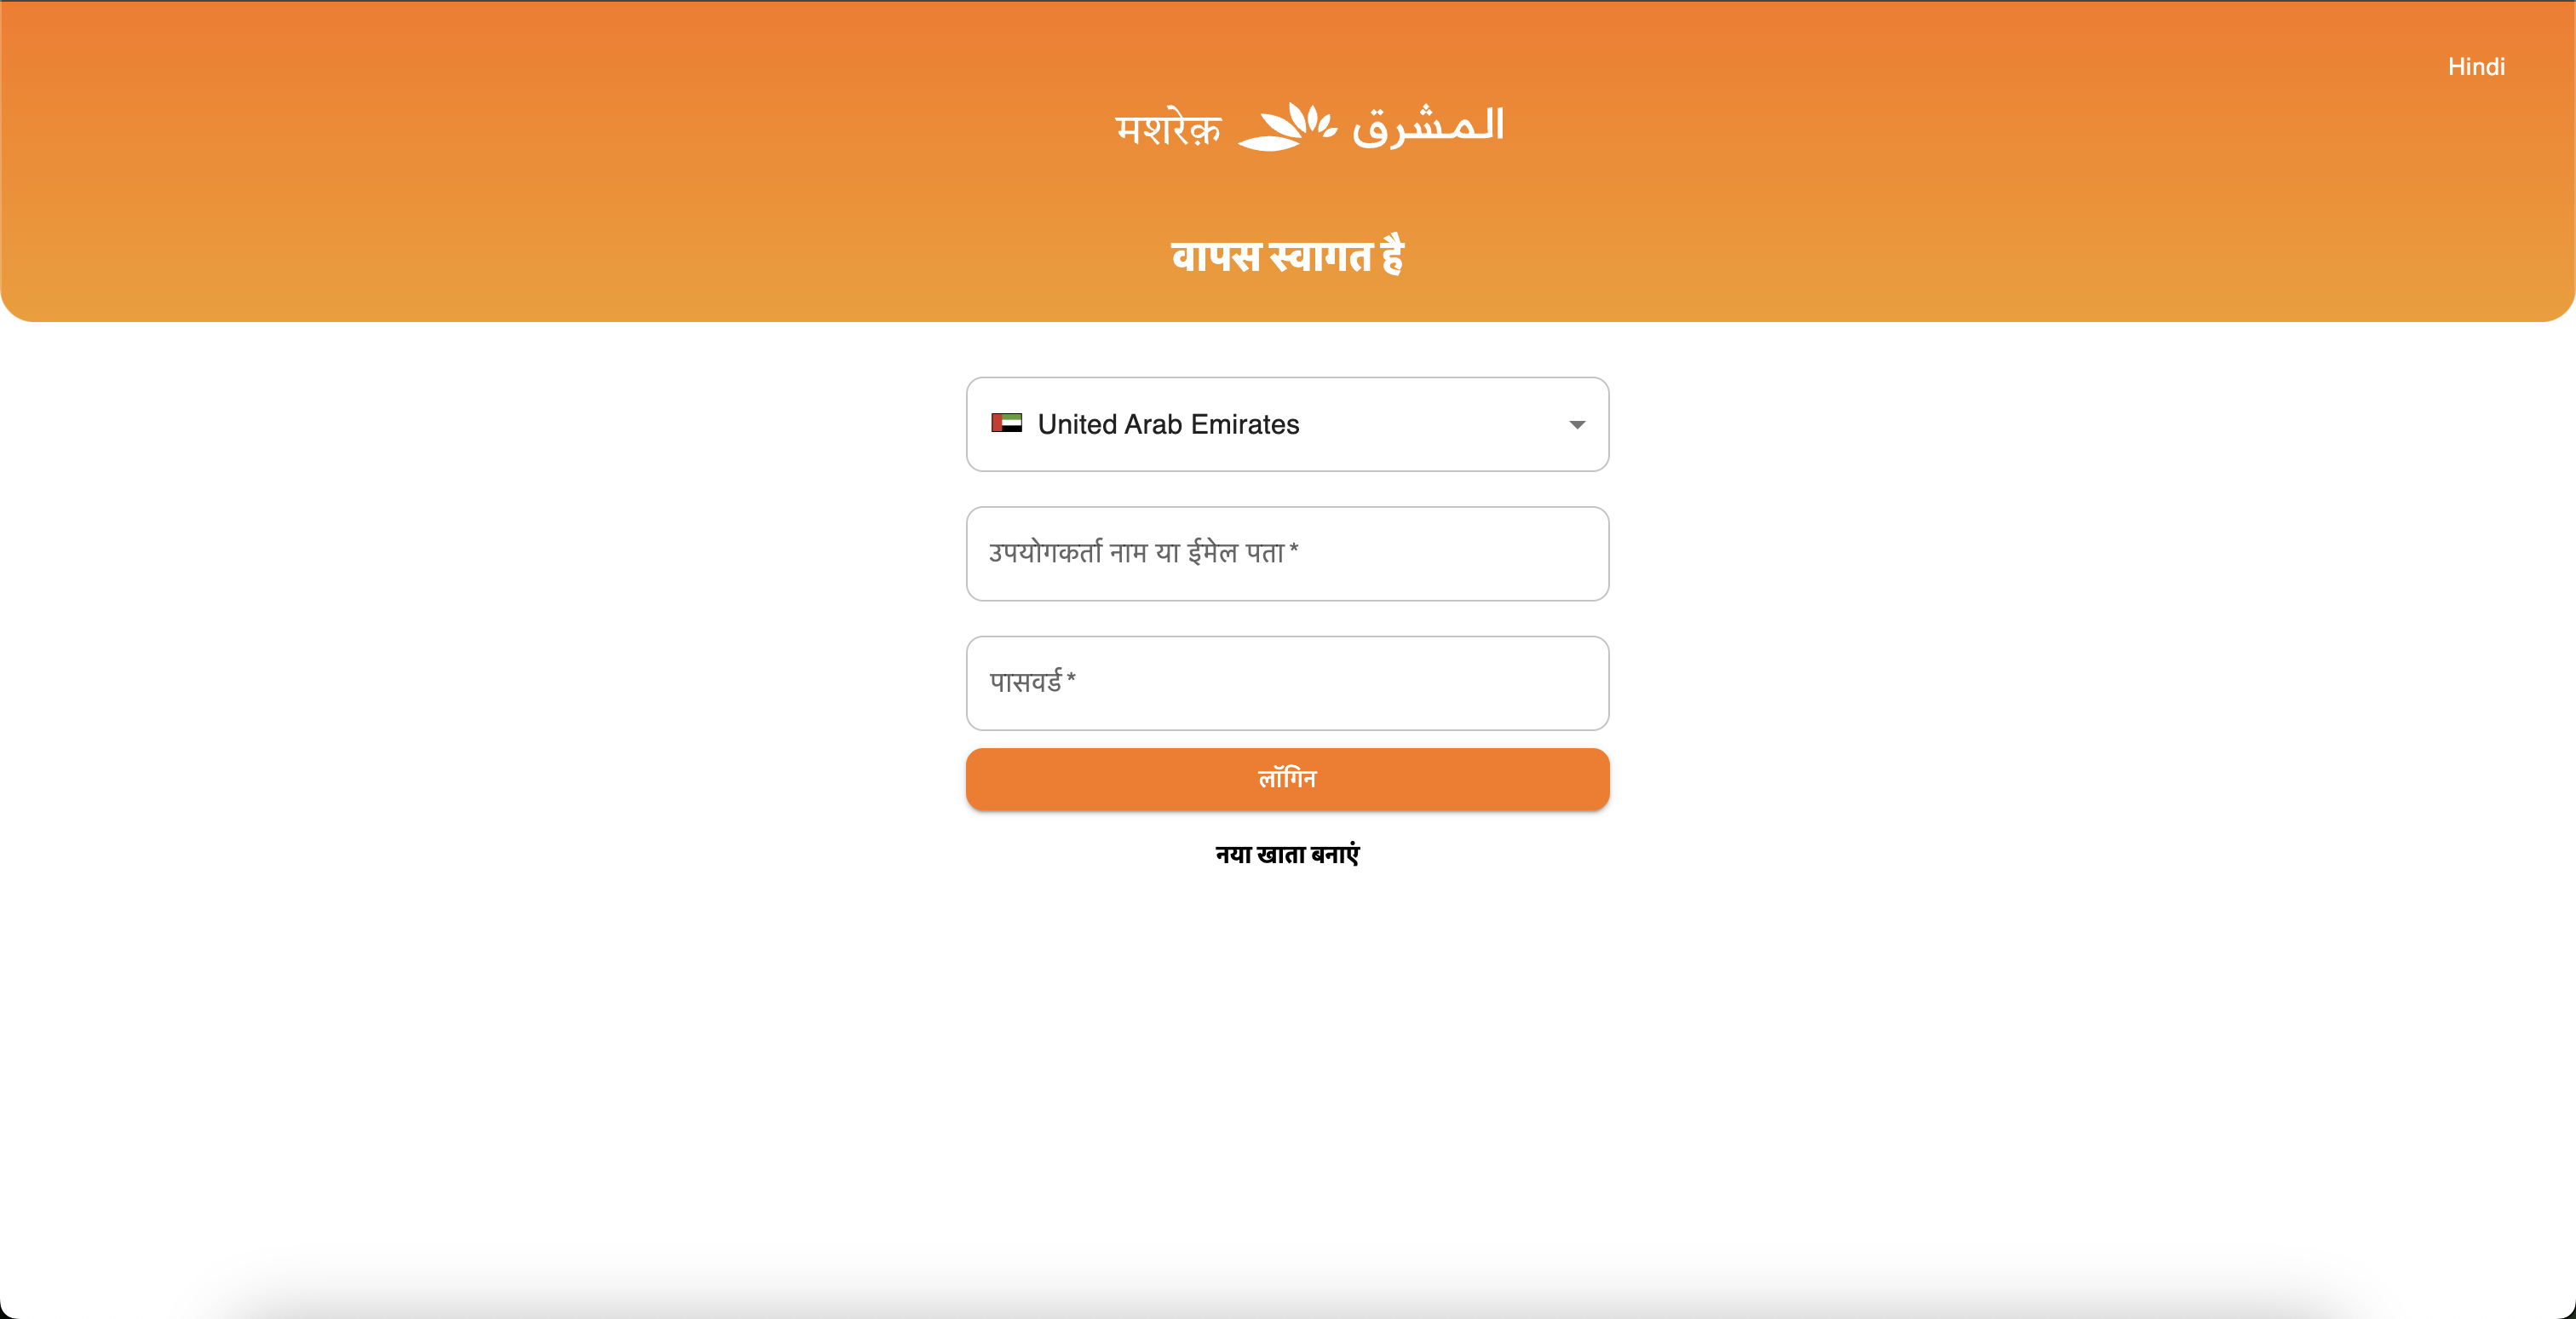 Hindi
मशरेक़ المشرق
वापस स्वागत है
United Arab Emirates
उपयोगकर्ता नाम या ईमेल पता *
पासवर्ड *
लॉगिन
नया खाता बनाएं